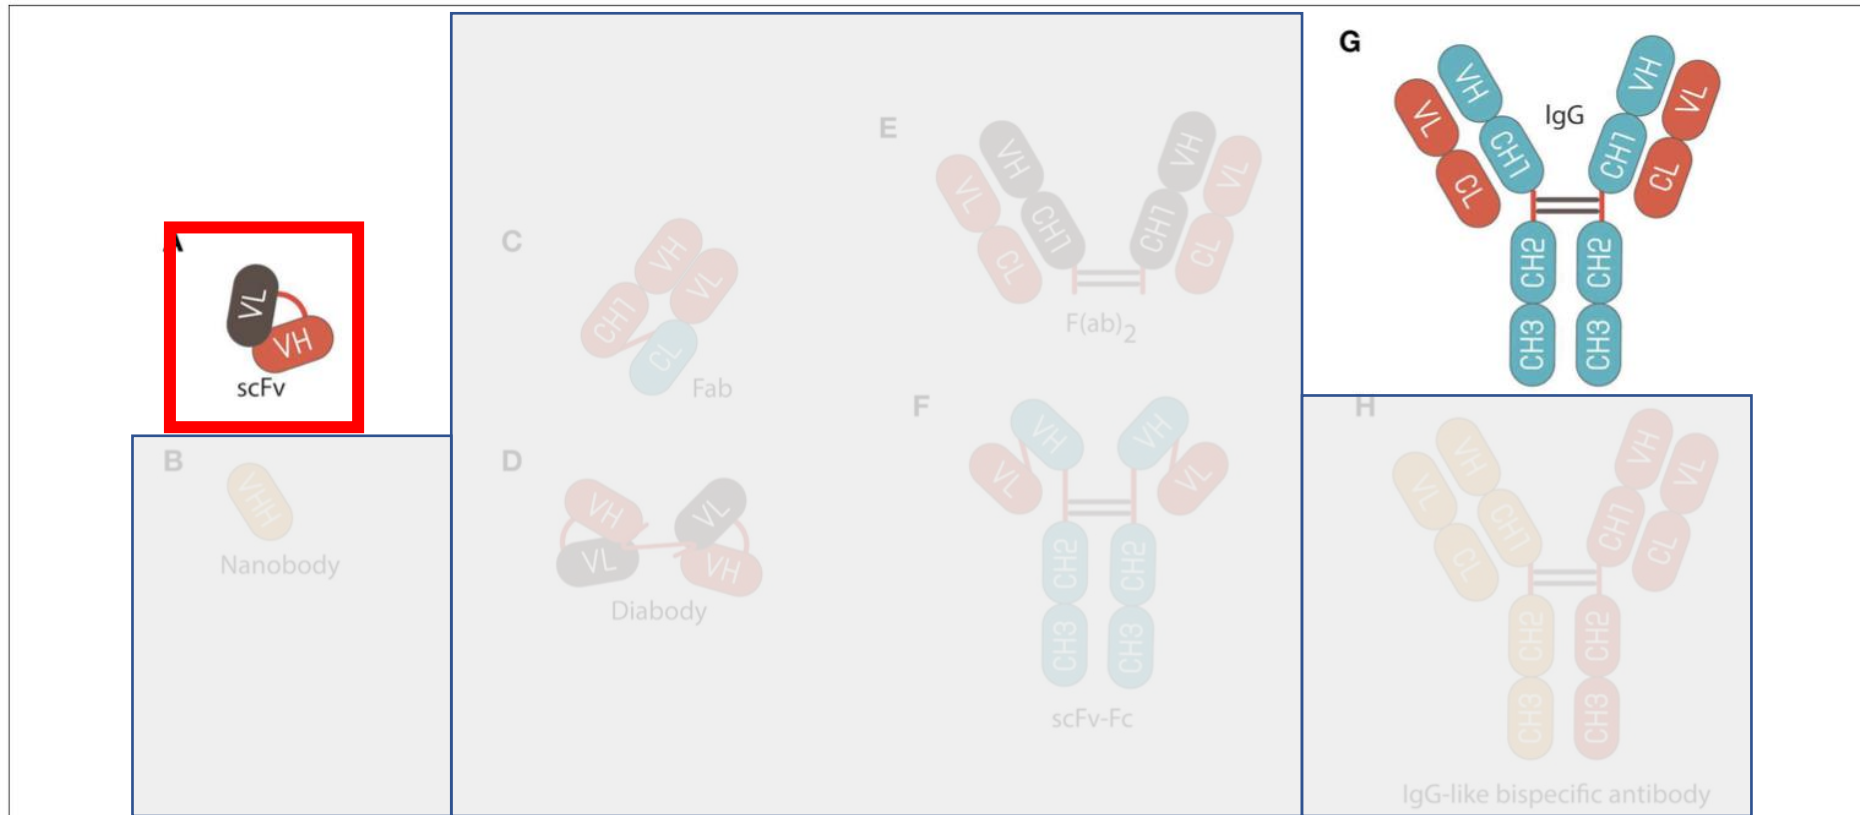 A
VL
VH
scFv
B
VHH
Nanobody
C
VH
VL
CH1
CL
Fab
D
VH
VL
VL
VH
Diabody
E
VH
VL
CH1
CL
VH
VL
CH1
CL
F(ab)2
F
VH
VL
VH
VL
CH2
CH2
CH3
CH3
scFv-Fc
G
VH
VL
CH1
CL
IgG
VH
VL
CH1
CL
CH2
CH2
CH3
CH3
H
VH
VL
CH1
CL
VH
VL
CH1
CL
CH2
CH2
CH3
CH3
IgG-like bispecific antibody